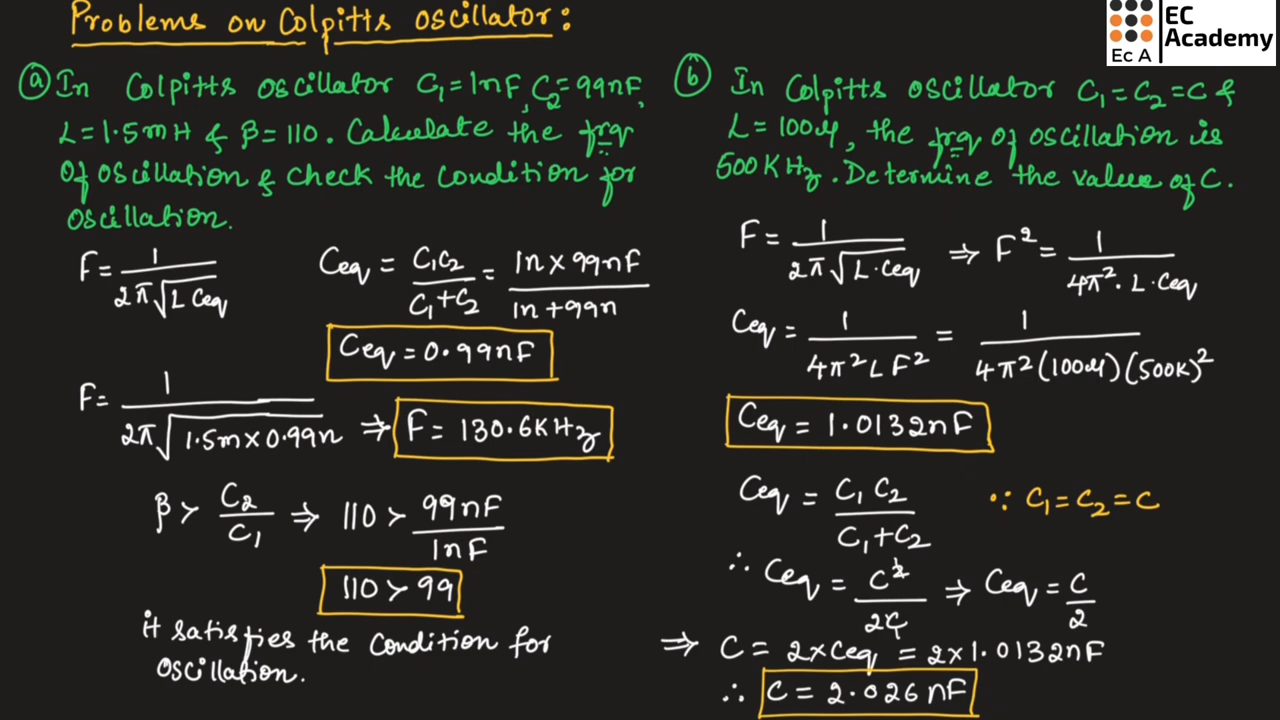 Problems on Colpitts oscillator:
EC Academy
EcA
ⓐ In Colpitts oscillator C₁=1nF, C₂=99nF,
L=1.5mH & β=110. Calculate the frq
of oscillation & check the condition for
oscillation.
F = 1/(2π√(L Ceq))
Ceq = C₁C₂/(C₁+C₂) = (1n×99nF)/(1n+99n)
Ceq = 0.99nF
F = 1/(2π√(1.5m×0.99n)) ⇒ F = 130.6KHz
β > C₂/C₁ ⇒ 110 > 99nF/1nF
110 > 99
it satisfies the condition for
oscillation.
ⓑ In Colpitts oscillator C₁=C₂=C &
L=100µ, the frq of oscillation is
500KHz. Determine the value of C.
F = 1/(2π√(L·Ceq)) ⇒ F² = 1/(4π²·L·Ceq)
Ceq = 1/(4π²LF²) = 1/(4π²(100µ)(500K)²)
Ceq = 1.0132nF
Ceq = C₁C₂/(C₁+C₂) ∵ C₁=C₂=C
∴ Ceq = C²/2C ⇒ Ceq = C/2
⇒ C = 2×Ceq = 2×1.0132nF
∴ C = 2.026nF